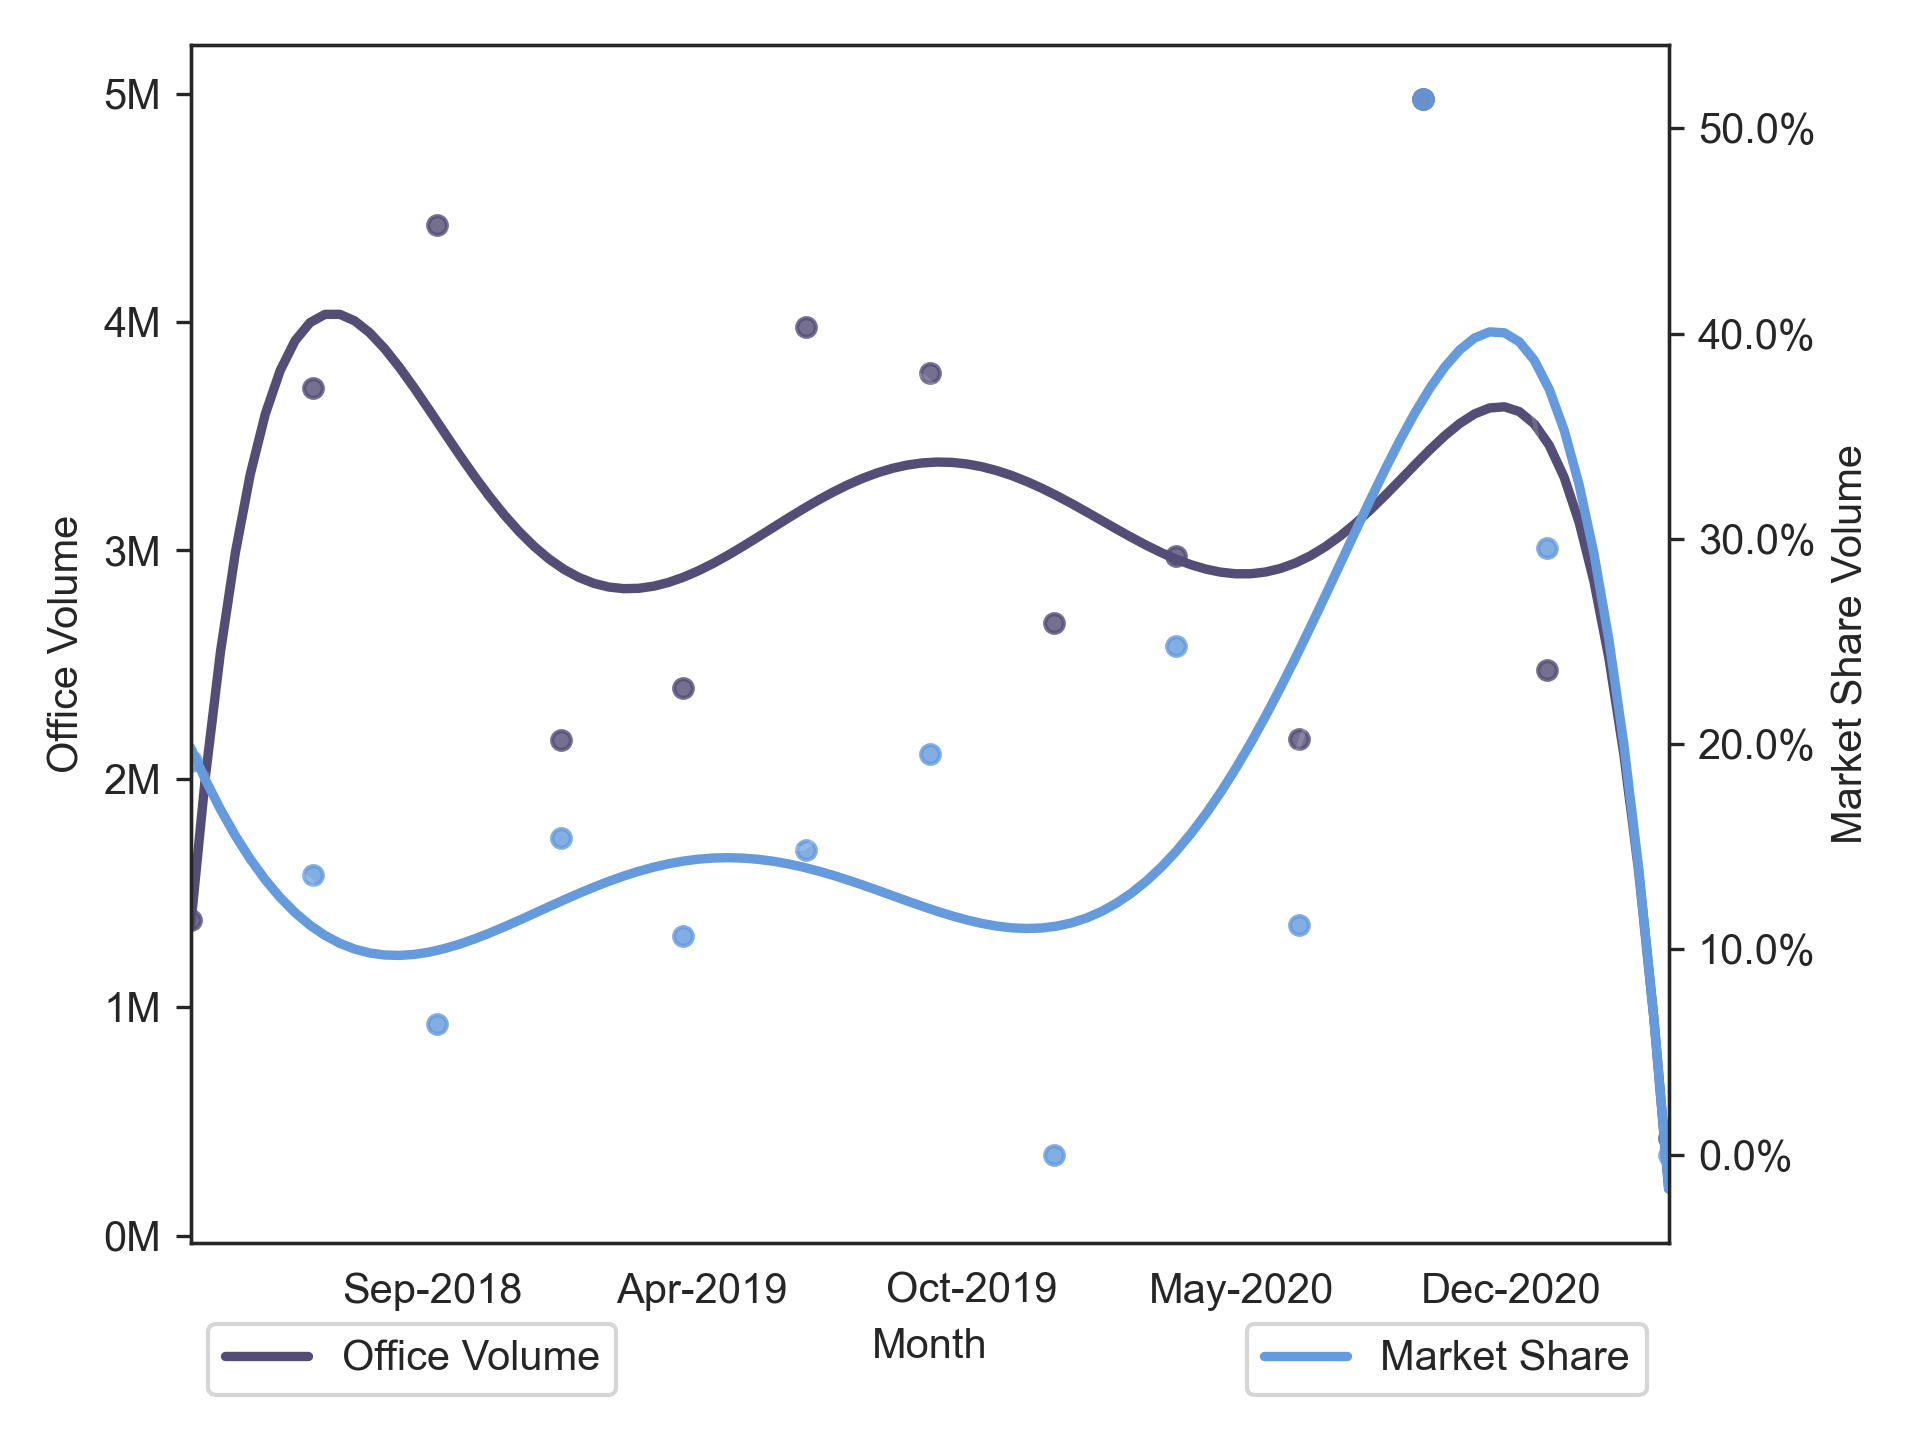 5M
4M
3M
2M
1M
0M
Office Volume
50.0%
40.0%
30.0%
20.0%
10.0%
0.0%
Market Share Volume
Sep-2018
Apr-2019
Oct-2019
May-2020
Dec-2020
Month
Office Volume
Market Share